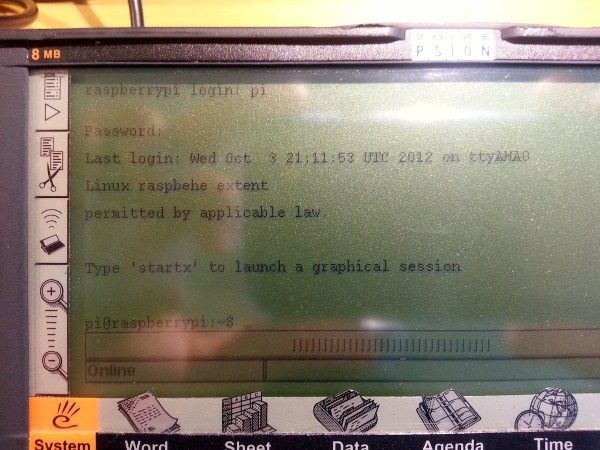 8 MB
PSION
raspberrypi login: pi
Password:
Last login: Wed Oct 3 21:11:53 UTC 2012 on ttyAMA0
Linux raspbehe extent
permitted by applicable law.
Type 'startx' to launch a graphical session
pi@raspberrypi:~$
Online
System Word Sheet Data Agenda Time